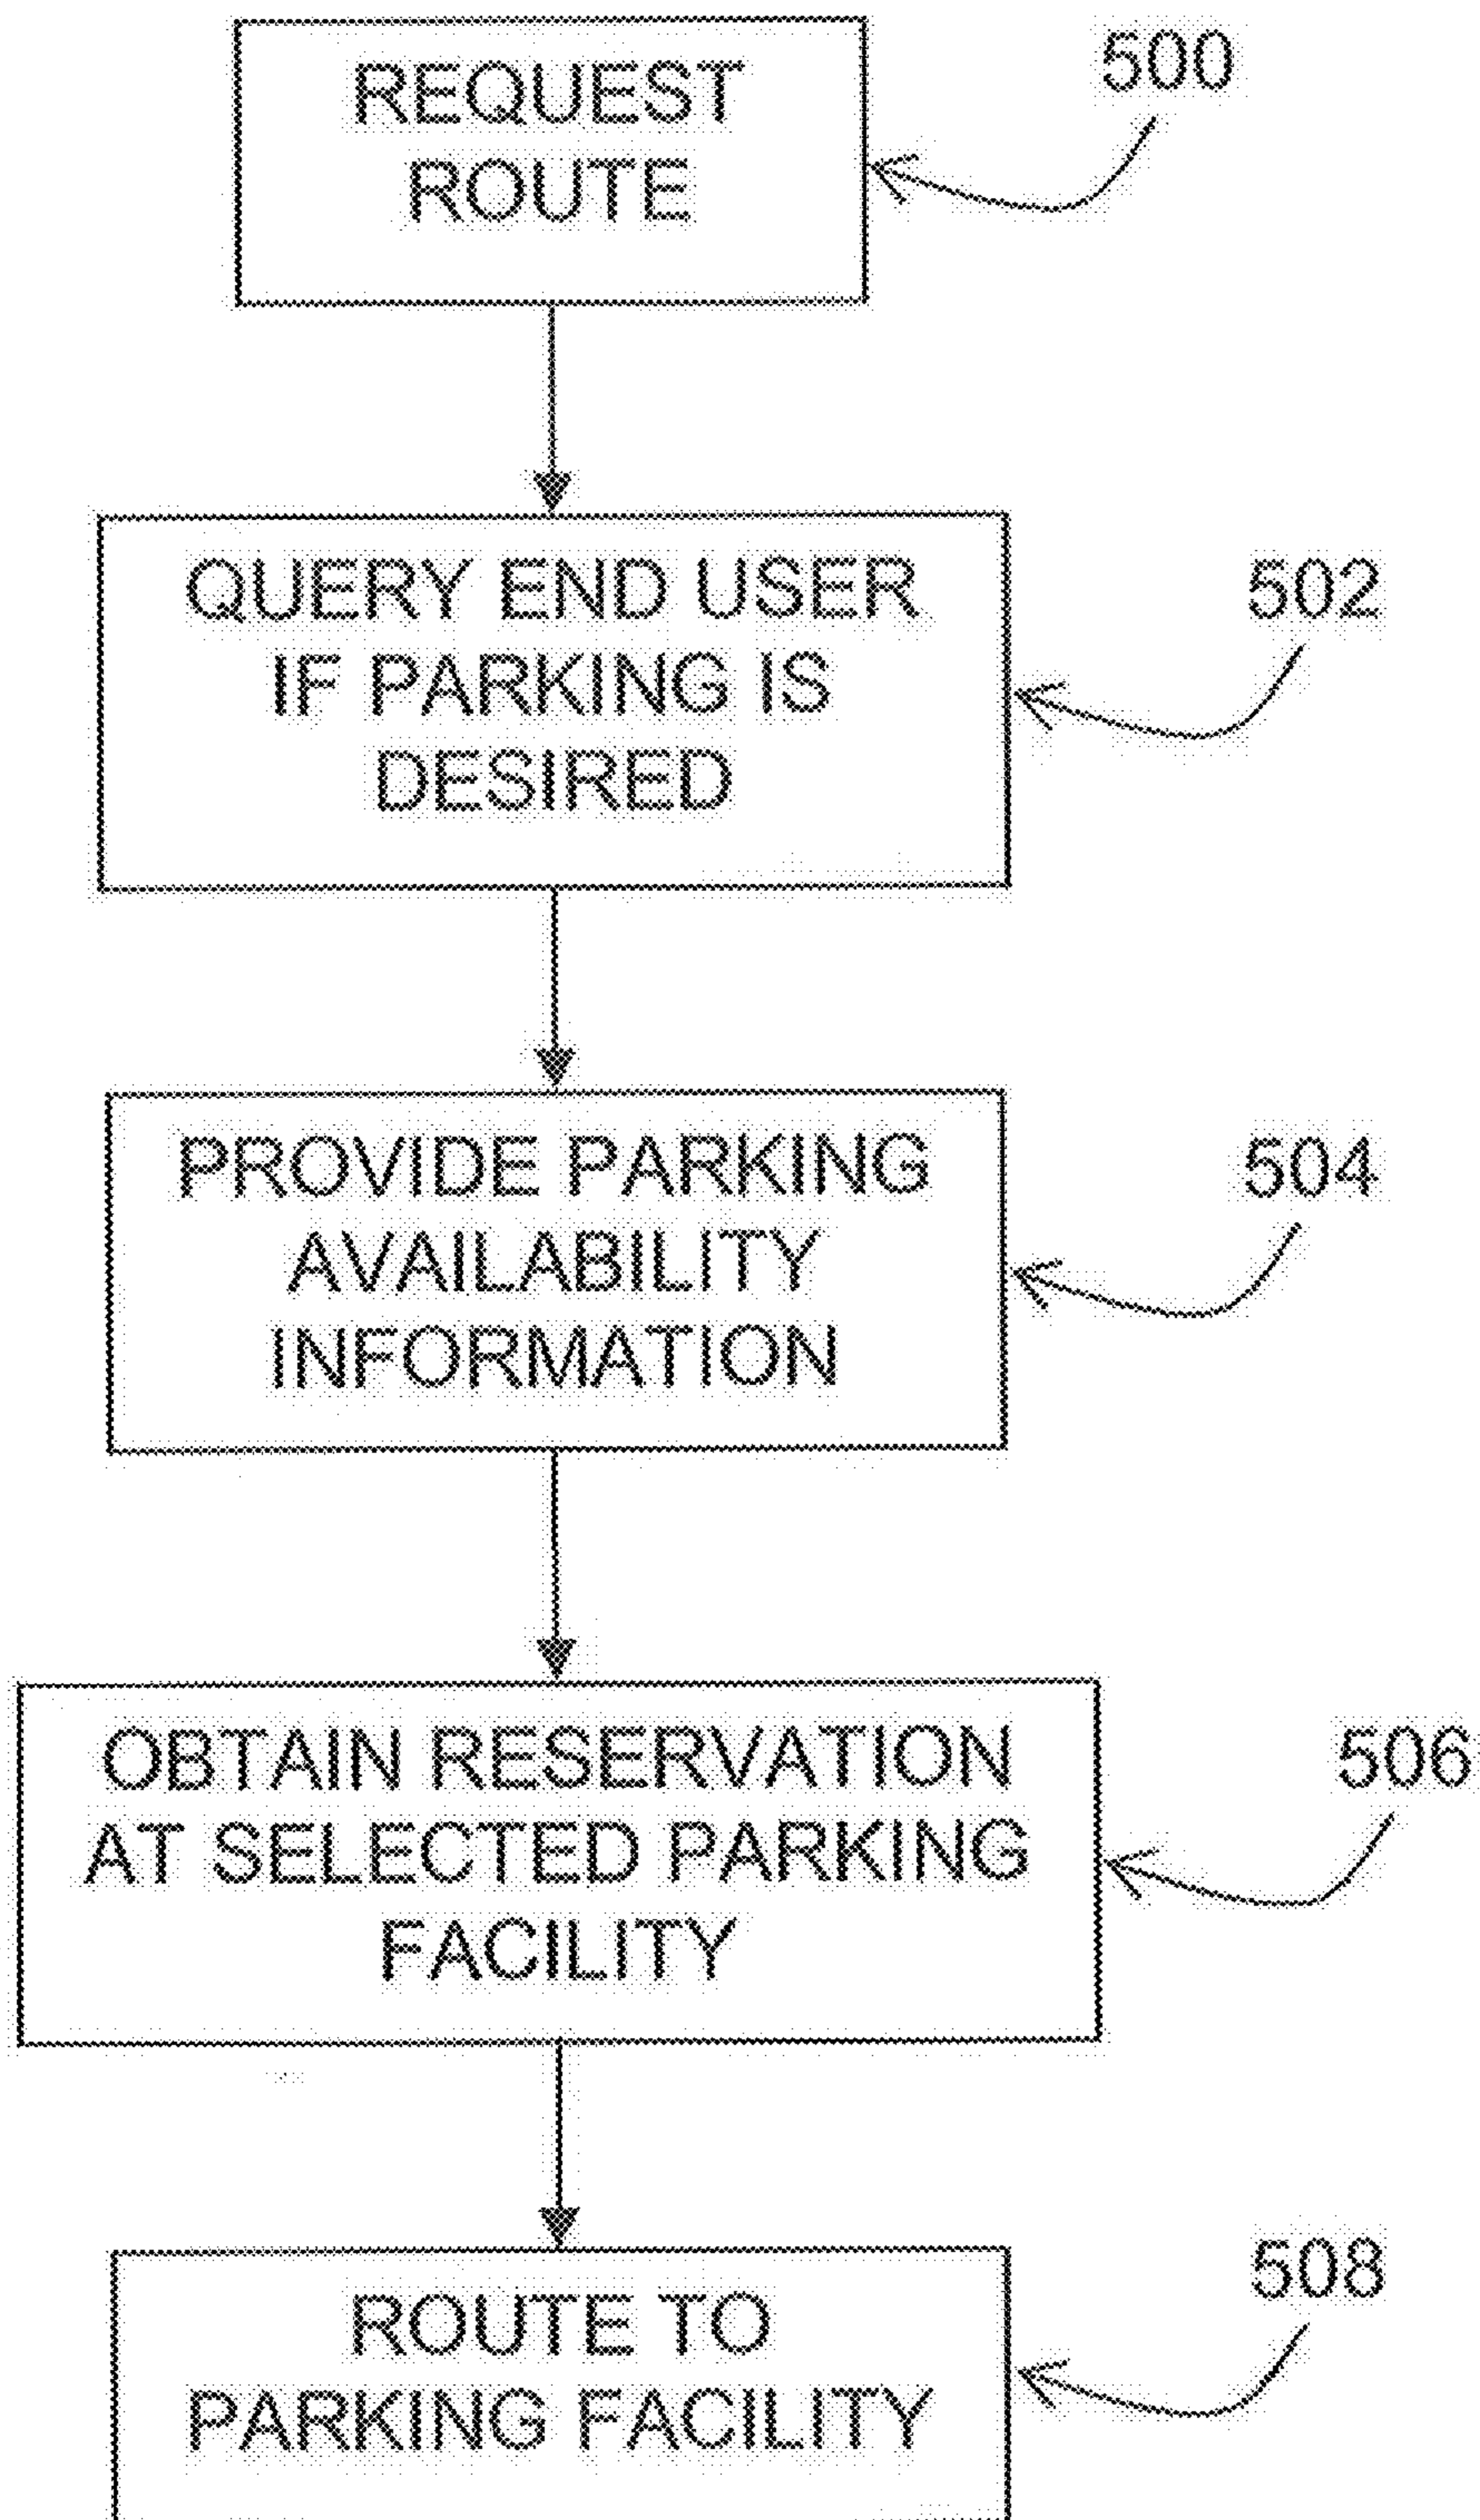 REQUEST
ROUTE
500
QUERY END USER
IF PARKING IS
DESIRED
502
PROVIDE PARKING
AVAILABILITY
INFORMATION
504
OBTAIN RESERVATION
AT SELECTED PARKING
FACILITY
506
ROUTE TO
PARKING FACILITY
508